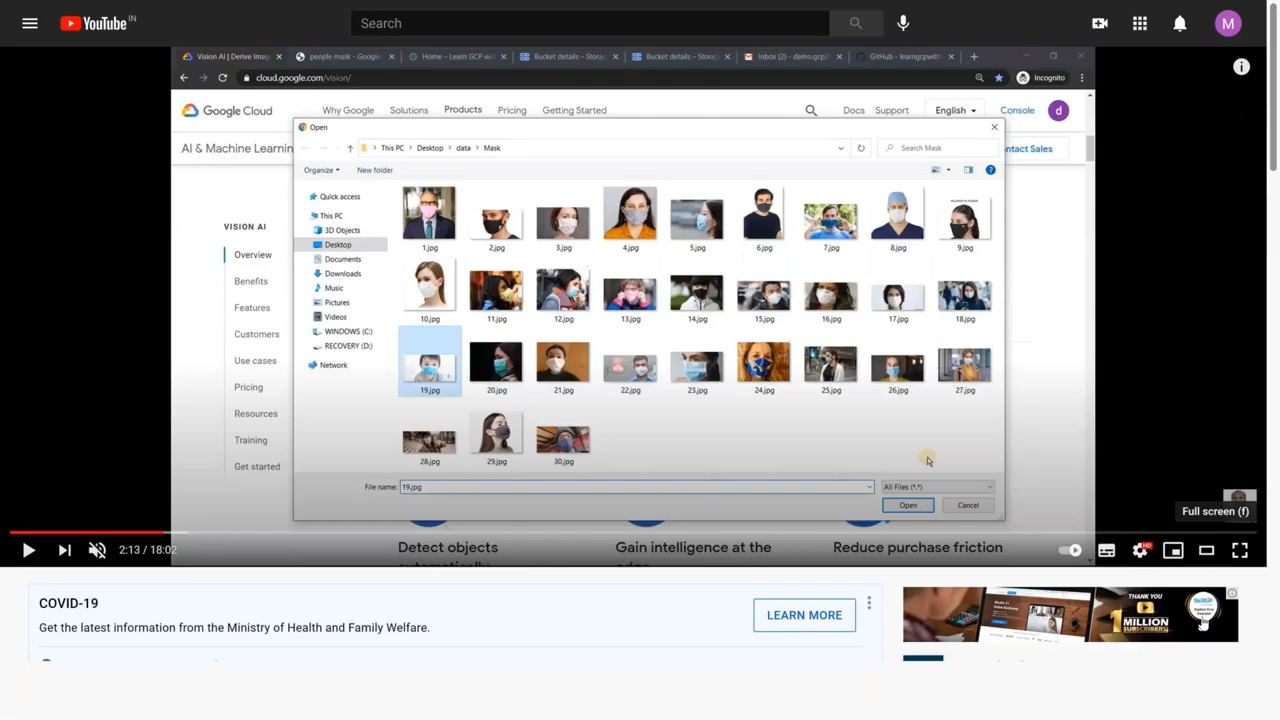 YouTube IN
Search
M
Vision AI | Derive Imag
people mask - Google
Home – Learn GCP wit
Bucket details – Storag
Bucket details – Storag
Inbox (2) - demo.gcp2
GitHub - learngcpwith
cloud.google.com/vision/
Incognito
Google Cloud
Why Google
Solutions
Products
Pricing
Getting Started
Docs
Support
English
Console
d
AI & Machine Learnin
ntact Sales
Open
This PC > Desktop > data > Mask
Search Mask
Organize
New folder
Quick access
This PC
3D Objects
Desktop
Documents
Downloads
Music
Pictures
Videos
WINDOWS (C:)
RECOVERY (D:)
Network
1.jpg
2.jpg
3.jpg
4.jpg
5.jpg
6.jpg
7.jpg
8.jpg
9.jpg
10.jpg
11.jpg
12.jpg
13.jpg
14.jpg
15.jpg
16.jpg
17.jpg
18.jpg
19.jpg
20.jpg
21.jpg
22.jpg
23.jpg
24.jpg
25.jpg
26.jpg
27.jpg
28.jpg
29.jpg
30.jpg
File name:
19.jpg
All Files (*.*)
Open
Cancel
VISION AI
Overview
Benefits
Features
Customers
Use cases
Pricing
Resources
Training
Get started
Detect objects
automatically
Gain intelligence at the
edge
Reduce purchase friction
Full screen (f)
2:13 / 18:02
HD
COVID-19
Get the latest information from the Ministry of Health and Family Welfare.
LEARN MORE
THANK YOU
1 MILLION
SUBSCRIBERS!
SkillUP